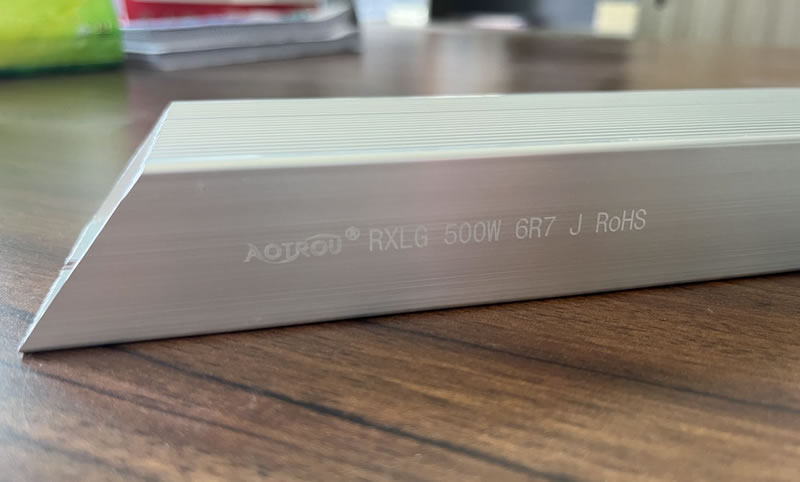 AOTROU® RXLG 500W 6R7 J RoHS